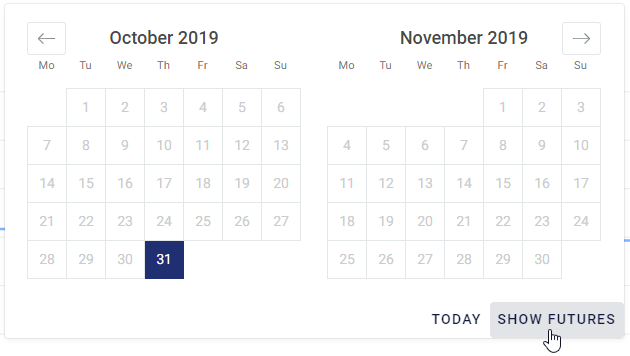 October 2019
Mo Tu We Th Fr Sa Su
1 2 3 4 5 6
7 8 9 10 11 12 13
14 15 16 17 18 19 20
21 22 23 24 25 26 27
28 29 30 31
November 2019
Mo Tu We Th Fr Sa Su
1 2 3
4 5 6 7 8 9 10
11 12 13 14 15 16 17
18 19 20 21 22 23 24
25 26 27 28 29 30
TODAY SHOW FUTURES